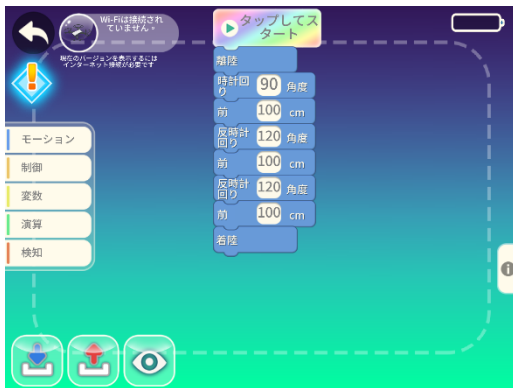 Wi-Fiは接続され
ていません。
現在のバージョンを表示するには
インターネット接続が必要です
タップしてス
タート
離陸
時計回
り 90 角度
前 100 cm
反時計
回り 120 角度
前 100 cm
反時計
回り 120 角度
前 100 cm
着陸
モーション
制御
変数
演算
検知